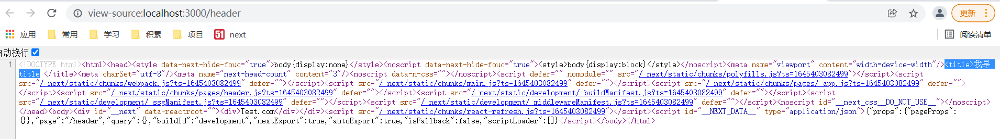 view-source:localhost:3000/header
更新
应用 常用 学习 积累 项目 51 next
阅读清单
自动换行
1 <!DOCTYPE html><html><head><style data-next-hide-fouc="true">body{display:none}</style><noscript data-next-hide-fouc="true"><style>body{display:block}</style></noscript><meta name="viewport" content="width=device-width"/><title>我是
title </title><meta charSet="utf-8"/><meta name="next-head-count" content="3"/><noscript data-n-css=""></noscript><script defer="" nomodule="" src="/_next/static/chunks/polyfills.js?ts=1645403082499"></script><script
src="/_next/static/chunks/webpack.js?ts=1645403082499" defer=""></script><script src="/_next/static/chunks/main.js?ts=1645403082499" defer=""></script><script src="/_next/static/chunks/pages/_app.js?ts=1645403082499" defer="">
</script><script src="/_next/static/chunks/pages/header.js?ts=1645403082499" defer=""></script><script src="/_next/static/development/_buildManifest.js?ts=1645403082499" defer=""></script><script
src="/_next/static/development/_ssgManifest.js?ts=1645403082499" defer=""></script><script src="/_next/static/development/_middlewareManifest.js?ts=1645403082499" defer=""></script><noscript id="__next_css__DO_NOT_USE__"></noscript>
</head><body><div id="__next" data-reactroot=""><div>Test.com</div></div><script src="/_next/static/chunks/react-refresh.js?ts=1645403082499"></script><script id="__NEXT_DATA__" type="application/json">{"props":{"pageProps":
{}},"page":"/header","query":{},"buildId":"development","nextExport":true,"autoExport":true,"isFallback":false,"scriptLoader":[]}</script></body></html>